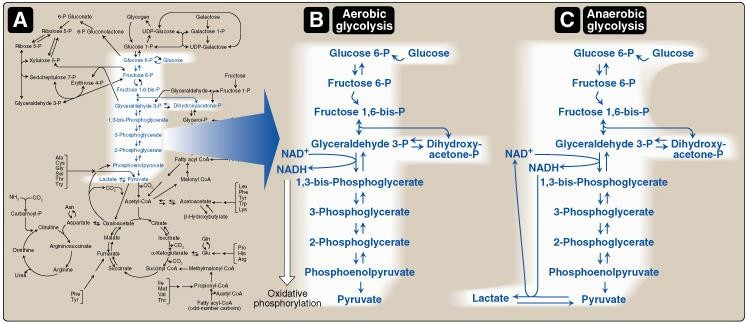 A
6-P Gluconate
Ribulose 5-P
6-P Gluconolactone
Ribose 5-P
Xylulose 5-P
Sedoheptulose 7-P
Erythrose 4-P
Glyceraldehyde 3-P
Glycogen
UDP-Glucose
Glucose 1-P
Galactose
Galactose 1-P
UDP-Galactose
Glucose 6-P
Glucose
Fructose 6-P
Fructose 1,6-bis-P
Glyceraldehyde 3-P
Dihydroxyacetone-P
Fructose
Glyceraldehyde
Fructose 1-P
Glycerol-P
1,3-bis-Phosphoglycerate
3-Phosphoglycerate
2-Phosphoglycerate
Phosphoenolpyruvate
Lactate
Pyruvate
CO₂
CO₂
Ala
Cys
Gly
Ser
Thr
Try
Fatty acyl CoA
Malonyl CoA
Acetyl-CoA
Acetoacetate
β-Hydroxybutyrate
Leu
Phe
Tyr
Trp
Lys
NH₃
CO₂
Carbamoyl-P
Citrulline
Ornithine
Urea
Arginine
Argininosuccinate
Asn
Aspartate
Oxaloacetate
Malate
Fumarate
Succinate
Citrate
Isocitrate
CO₂
α-Ketoglutarate
CO₂
Succinyl CoA
Gln
Glu
Pro
His
Arg
Methylmalonyl CoA
Propionyl-CoA
Acetyl CoA
Fatty acyl-CoA
(odd-number carbons)
Phe
Tyr
Ile
Met
Val
Thr
B
Aerobic
glycolysis
Glucose 6-P
Glucose
Fructose 6-P
Fructose 1,6-bis-P
Glyceraldehyde 3-P
Dihydroxy-
acetone-P
NAD⁺
NADH
1,3-bis-Phosphoglycerate
3-Phosphoglycerate
2-Phosphoglycerate
Phosphoenolpyruvate
Pyruvate
Oxidative
phosphorylation
C
Anaerobic
glycolysis
Glucose 6-P
Glucose
Fructose 6-P
Fructose 1,6-bis-P
Glyceraldehyde 3-P
Dihydroxy-
acetone-P
NAD⁺
NADH
1,3-bis-Phosphoglycerate
3-Phosphoglycerate
2-Phosphoglycerate
Phosphoenolpyruvate
Lactate
Pyruvate